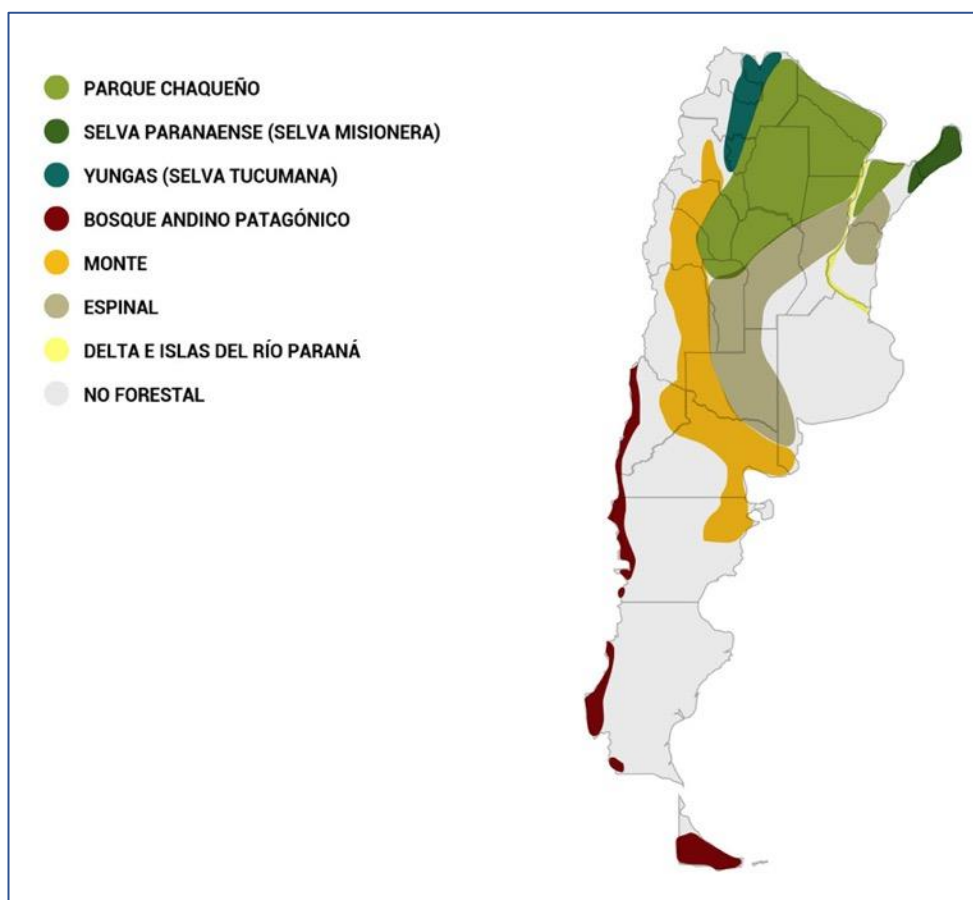 PARQUE CHAQUEÑO
SELVA PARANAENSE (SELVA MISIONERA)
YUNGAS (SELVA TUCUMANA)
BOSQUE ANDINO PATAGÓNICO
MONTE
ESPINAL
DELTA E ISLAS DEL RÍO PARANÁ
NO FORESTAL